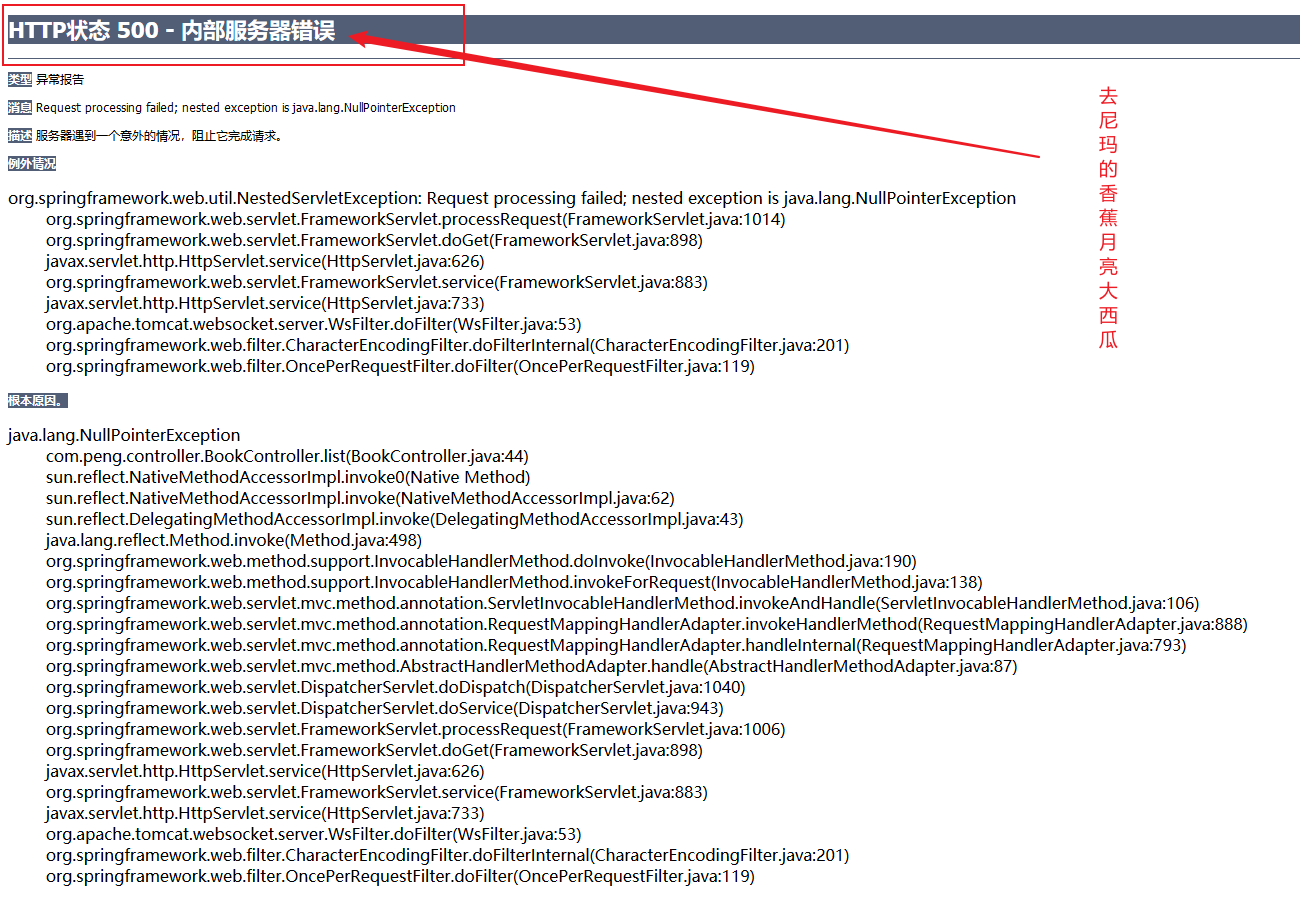 HTTP状态 500 - 内部服务器错误
类型 异常报告
消息 Request processing failed; nested exception is java.lang.NullPointerException
描述 服务器遇到一个意外的情况，阻止它完成请求。
例外情况
org.springframework.web.util.NestedServletException: Request processing failed; nested exception is java.lang.NullPointerException
org.springframework.web.servlet.FrameworkServlet.processRequest(FrameworkServlet.java:1014)
org.springframework.web.servlet.FrameworkServlet.doGet(FrameworkServlet.java:898)
javax.servlet.http.HttpServlet.service(HttpServlet.java:626)
org.springframework.web.servlet.FrameworkServlet.service(FrameworkServlet.java:883)
javax.servlet.http.HttpServlet.service(HttpServlet.java:733)
org.apache.tomcat.websocket.server.WsFilter.doFilter(WsFilter.java:53)
org.springframework.web.filter.CharacterEncodingFilter.doFilterInternal(CharacterEncodingFilter.java:201)
org.springframework.web.filter.OncePerRequestFilter.doFilter(OncePerRequestFilter.java:119)
根本原因。
java.lang.NullPointerException
com.peng.controller.BookController.list(BookController.java:44)
sun.reflect.NativeMethodAccessorImpl.invoke0(Native Method)
sun.reflect.NativeMethodAccessorImpl.invoke(NativeMethodAccessorImpl.java:62)
sun.reflect.DelegatingMethodAccessorImpl.invoke(DelegatingMethodAccessorImpl.java:43)
java.lang.reflect.Method.invoke(Method.java:498)
org.springframework.web.method.support.InvocableHandlerMethod.doInvoke(InvocableHandlerMethod.java:190)
org.springframework.web.method.support.InvocableHandlerMethod.invokeForRequest(InvocableHandlerMethod.java:138)
org.springframework.web.servlet.mvc.method.annotation.ServletInvocableHandlerMethod.invokeAndHandle(ServletInvocableHandlerMethod.java:106)
org.springframework.web.servlet.mvc.method.annotation.RequestMappingHandlerAdapter.invokeHandlerMethod(RequestMappingHandlerAdapter.java:888)
org.springframework.web.servlet.mvc.method.annotation.RequestMappingHandlerAdapter.handleInternal(RequestMappingHandlerAdapter.java:793)
org.springframework.web.servlet.mvc.method.AbstractHandlerMethodAdapter.handle(AbstractHandlerMethodAdapter.java:87)
org.springframework.web.servlet.DispatcherServlet.doDispatch(DispatcherServlet.java:1040)
org.springframework.web.servlet.DispatcherServlet.doService(DispatcherServlet.java:943)
org.springframework.web.servlet.FrameworkServlet.processRequest(FrameworkServlet.java:1006)
org.springframework.web.servlet.FrameworkServlet.doGet(FrameworkServlet.java:898)
javax.servlet.http.HttpServlet.service(HttpServlet.java:626)
org.springframework.web.servlet.FrameworkServlet.service(FrameworkServlet.java:883)
javax.servlet.http.HttpServlet.service(HttpServlet.java:733)
org.apache.tomcat.websocket.server.WsFilter.doFilter(WsFilter.java:53)
org.springframework.web.filter.CharacterEncodingFilter.doFilterInternal(CharacterEncodingFilter.java:201)
org.springframework.web.filter.OncePerRequestFilter.doFilter(OncePerRequestFilter.java:119)
去尼玛的香蕉月亮大西瓜